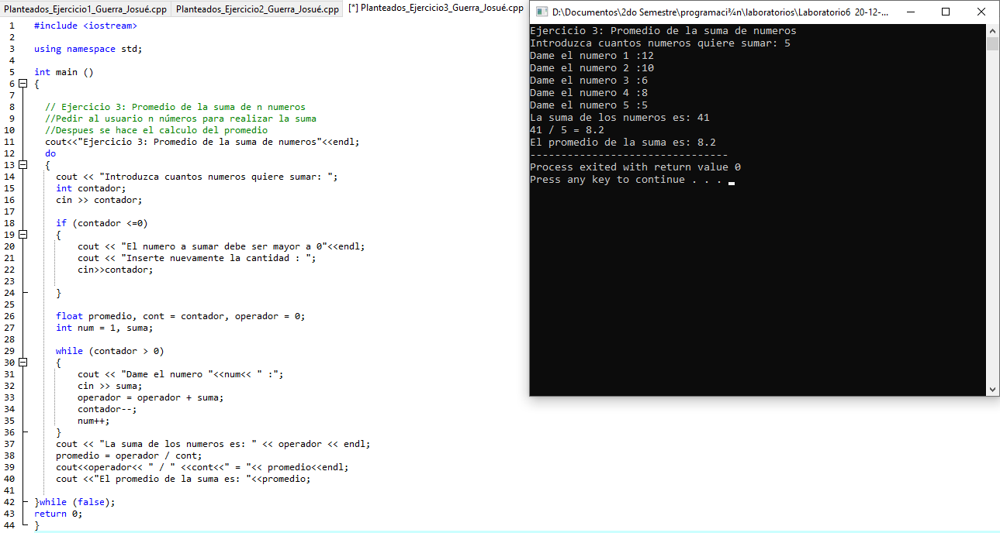 Planteados_Ejercicio1_Guerra_Josué.cpp Planteados_Ejercicio2_Guerra_Josué.cpp [*] Planteados_Ejercicio3_Guerra_Josué.cpp
1 #include <iostream>
2
3 using namespace std;
4
5 int main ()
6 {
7
8 // Ejercicio 3: Promedio de la suma de n numeros
9 //Pedir al usuario n números para realizar la suma
10 //Despues se hace el calculo del promedio
11 cout<<"Ejercicio 3: Promedio de la suma de numeros"<<endl;
12 do
13 {
14 cout << "Introduzca cuantos numeros quiere sumar: ";
15 int contador;
16 cin >> contador;
17
18 if (contador <=0)
19 {
20 cout << "El numero a sumar debe ser mayor a 0"<<endl;
21 cout << "Inserte nuevamente la cantidad : ";
22 cin>>contador;
23
24 }
25
26 float promedio, cont = contador, operador = 0;
27 int num = 1, suma;
28
29 while (contador > 0)
30 {
31 cout << "Dame el numero "<<num<< " :";
32 cin >> suma;
33 operador = operador + suma;
34 contador--;
35 num++;
36 }
37 cout << "La suma de los numeros es: " << operador << endl;
38 promedio = operador / cont;
39 cout<<operador<< " / " <<cont<<" = "<< promedio<<endl;
40 cout <<"El promedio de la suma es: "<<promedio;
41
42 }while (false);
43 return 0;
44 }
D:\Documentos\2do Semestre\programaci¾n\laboratorios\Laboratorio6 20-12-...
Ejercicio 3: Promedio de la suma de numeros
Introduzca cuantos numeros quiere sumar: 5
Dame el numero 1 :12
Dame el numero 2 :10
Dame el numero 3 :6
Dame el numero 4 :8
Dame el numero 5 :5
La suma de los numeros es: 41
41 / 5 = 8.2
El promedio de la suma es: 8.2
--------------------------------
Process exited with return value 0
Press any key to continue . . .